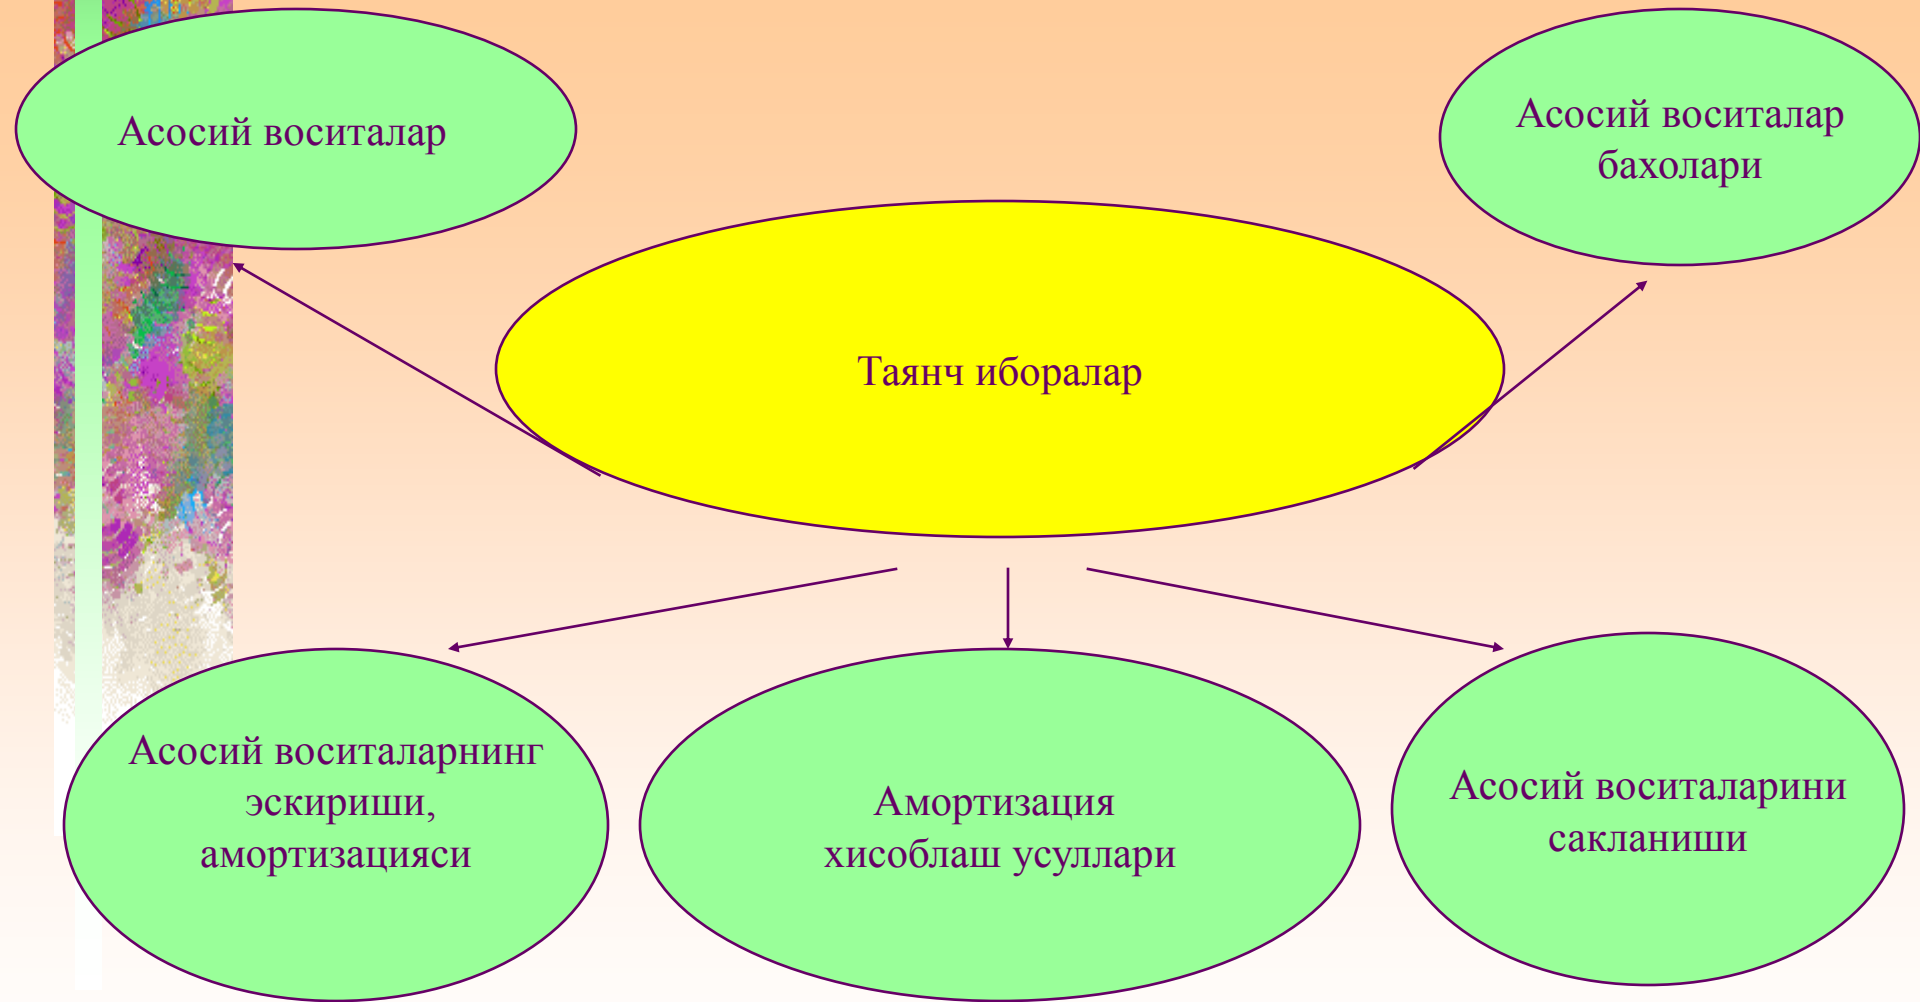 Асосий воситалар
Асосий воситалар
бахолари
Таянч иборалар
Асосий воситаларнинг
эскириши,
амортизацияси
Амортизация
хисоблаш усуллари
Асосий воситаларини
сакланиши